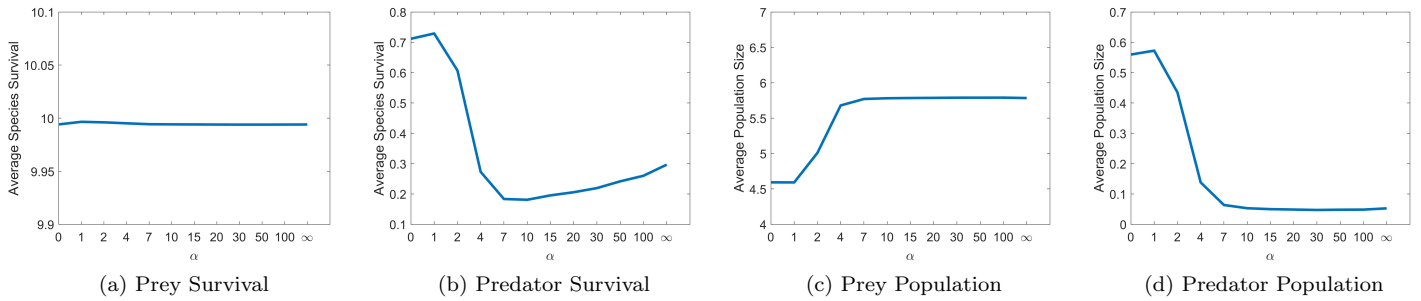 Average Species Survival
10.1
10.05
10
9.95
9.9
0 1 2 4 7 10 15 20 30 50 100 ∞
α
(a) Prey Survival
Average Species Survival
0.8
0.7
0.6
0.5
0.4
0.3
0.2
0.1
0 1 2 4 7 10 15 20 30 50 100 ∞
α
(b) Predator Survival
Average Population Size
7
6.5
6
5.5
5
4.5
4
0 1 2 4 7 10 15 20 30 50 100 ∞
α
(c) Prey Population
Average Population Size
0.7
0.6
0.5
0.4
0.3
0.2
0.1
0
0 1 2 4 7 10 15 20 30 50 100 ∞
α
(d) Predator Population